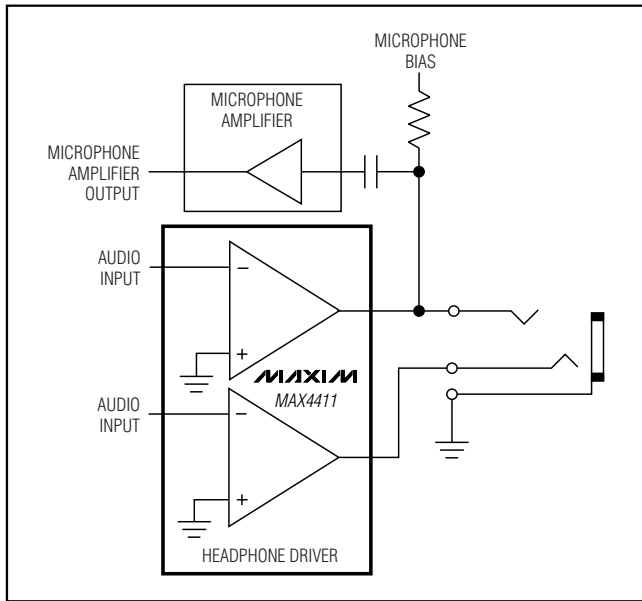 MICROPHONE
BIAS
MICROPHONE
AMPLIFIER
MICROPHONE
AMPLIFIER
OUTPUT
AUDIO
INPUT
−
+
MAXIM
MAX4411
AUDIO
INPUT
−
+
HEADPHONE DRIVER